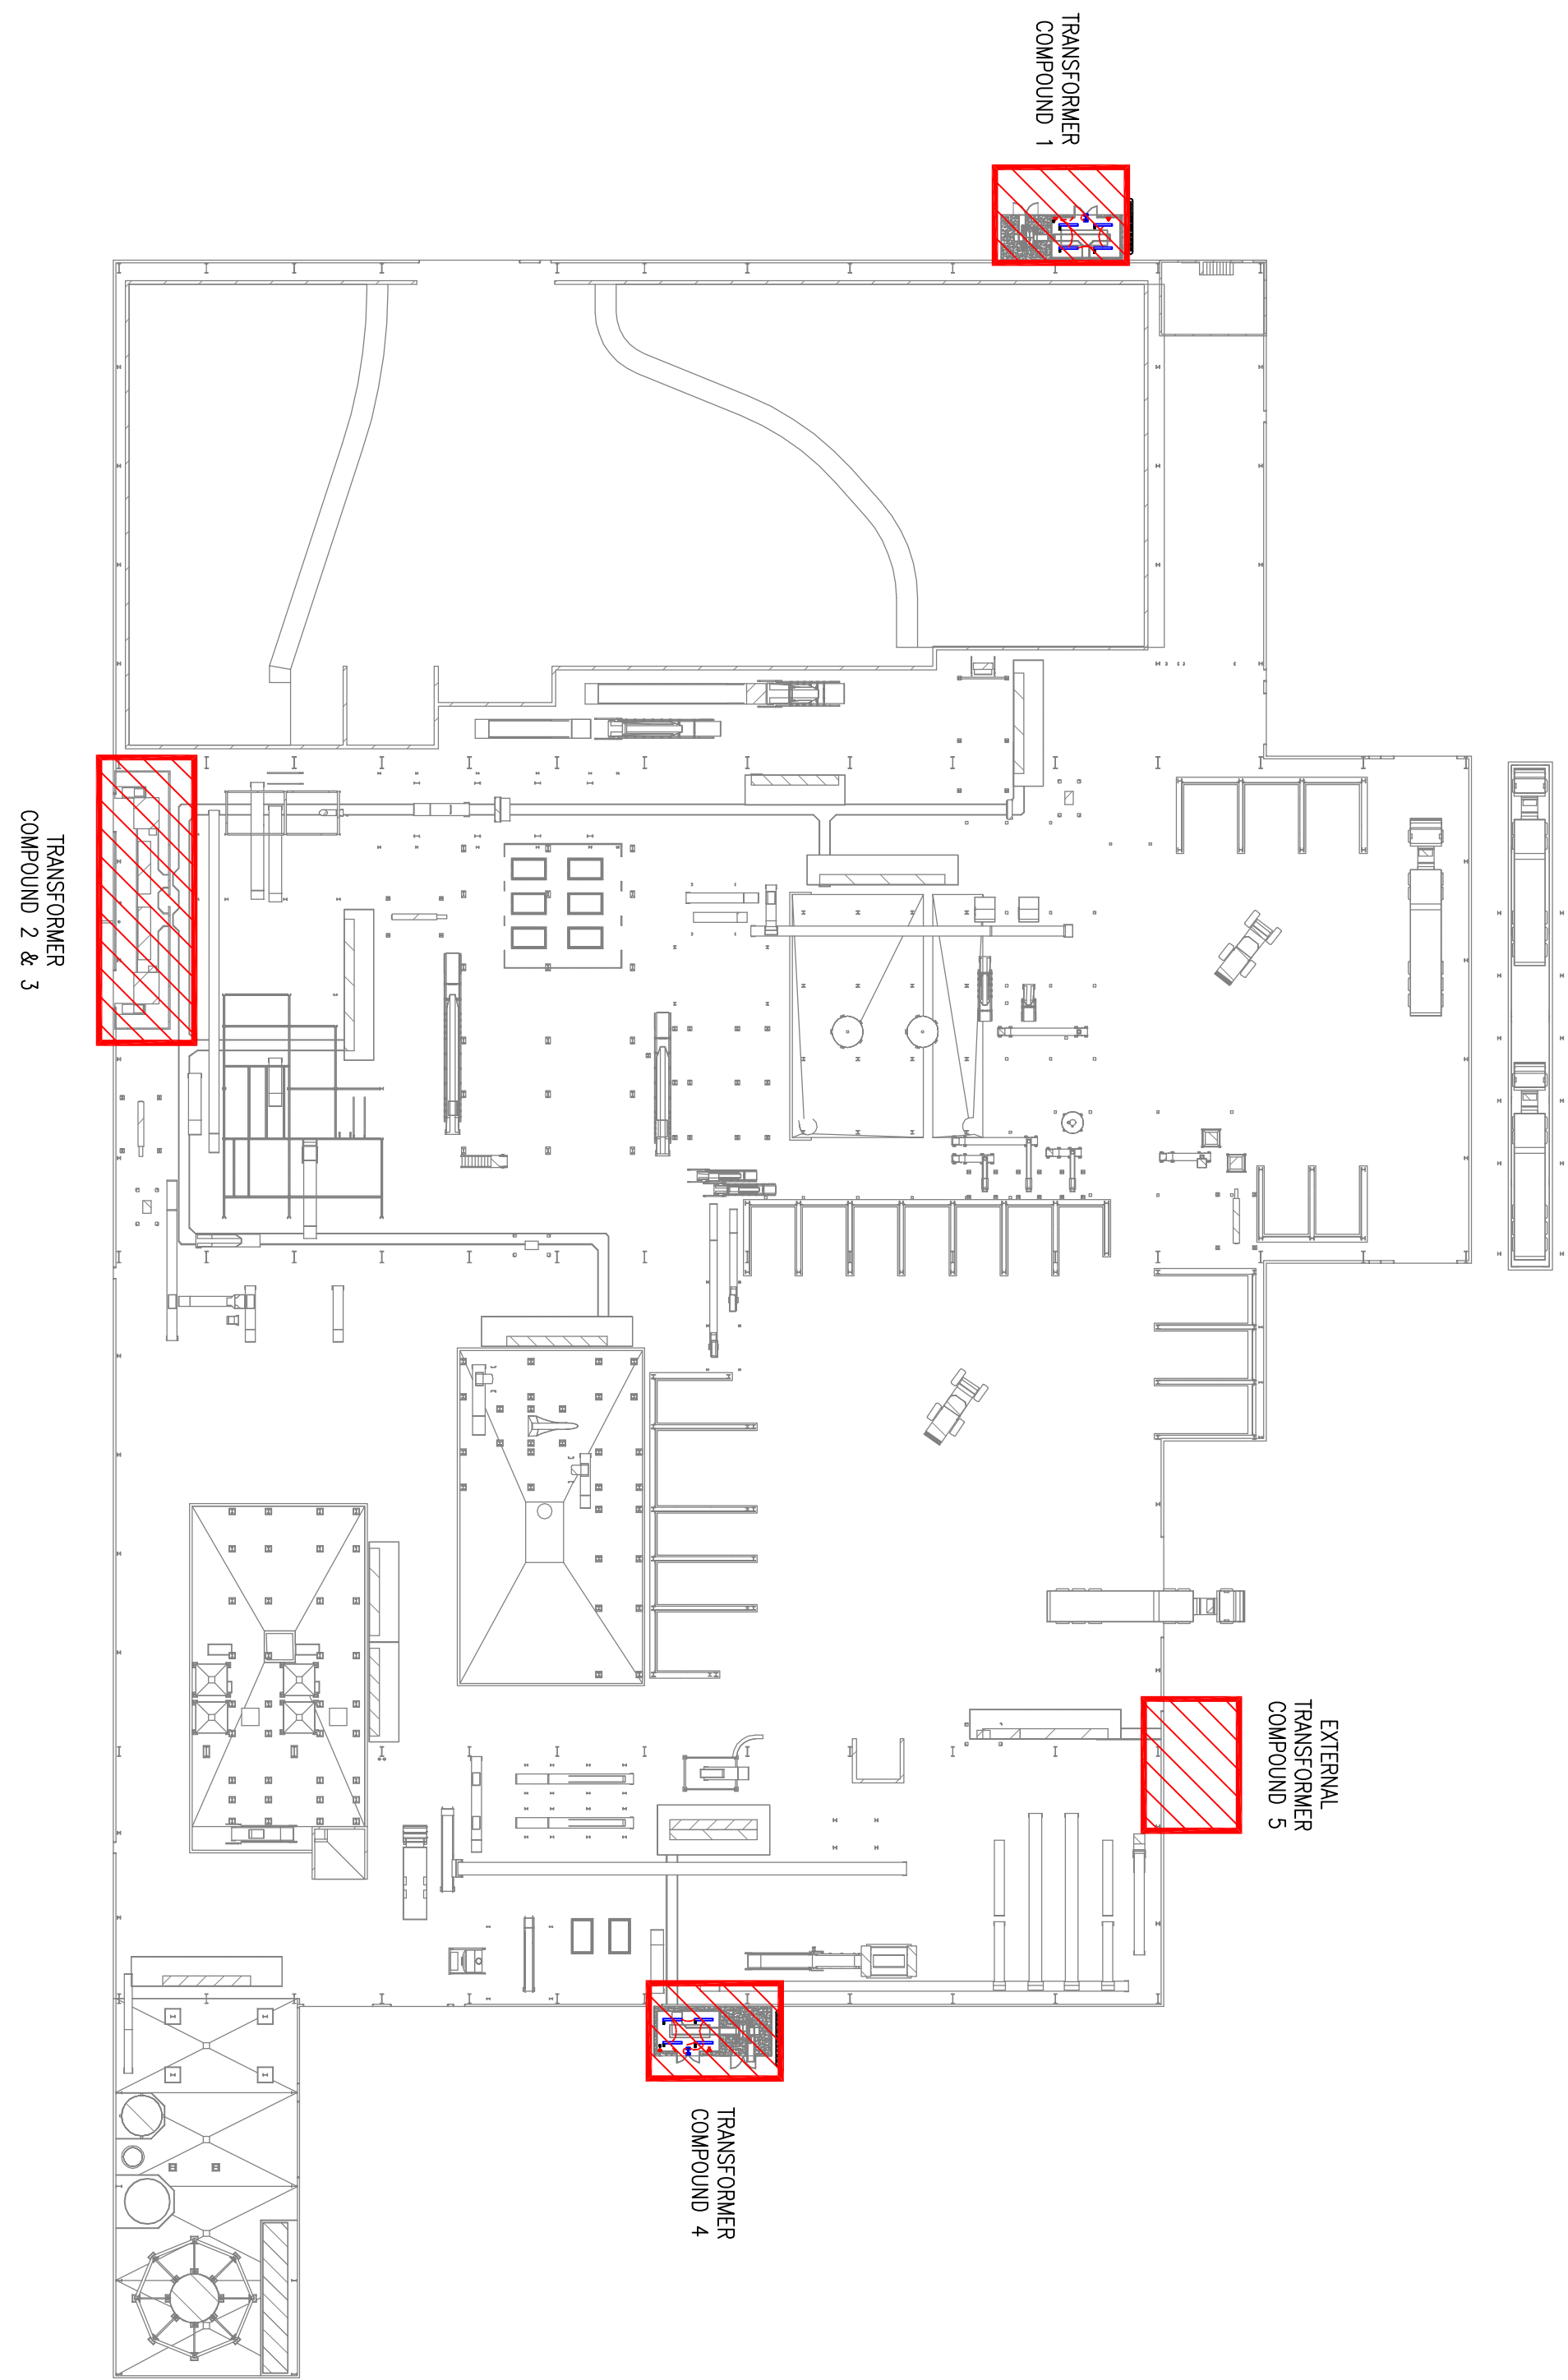 TRANSFORMER
COMPOUND 1
TRANSFORMER
COMPOUND 2 & 3
EXTERNAL
TRANSFORMER
COMPOUND 5
TRANSFORMER
COMPOUND 4